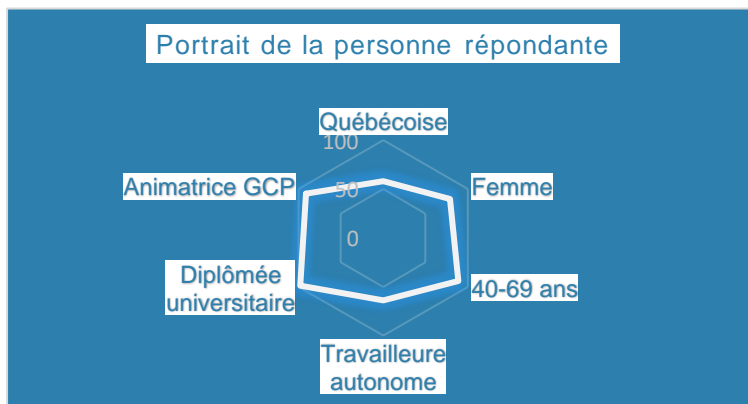 Portrait de la personne répondante
Québécoise
100
Animatrice GCP
50
Femme
0
Diplômée
universitaire
40-69 ans
Travailleure
autonome